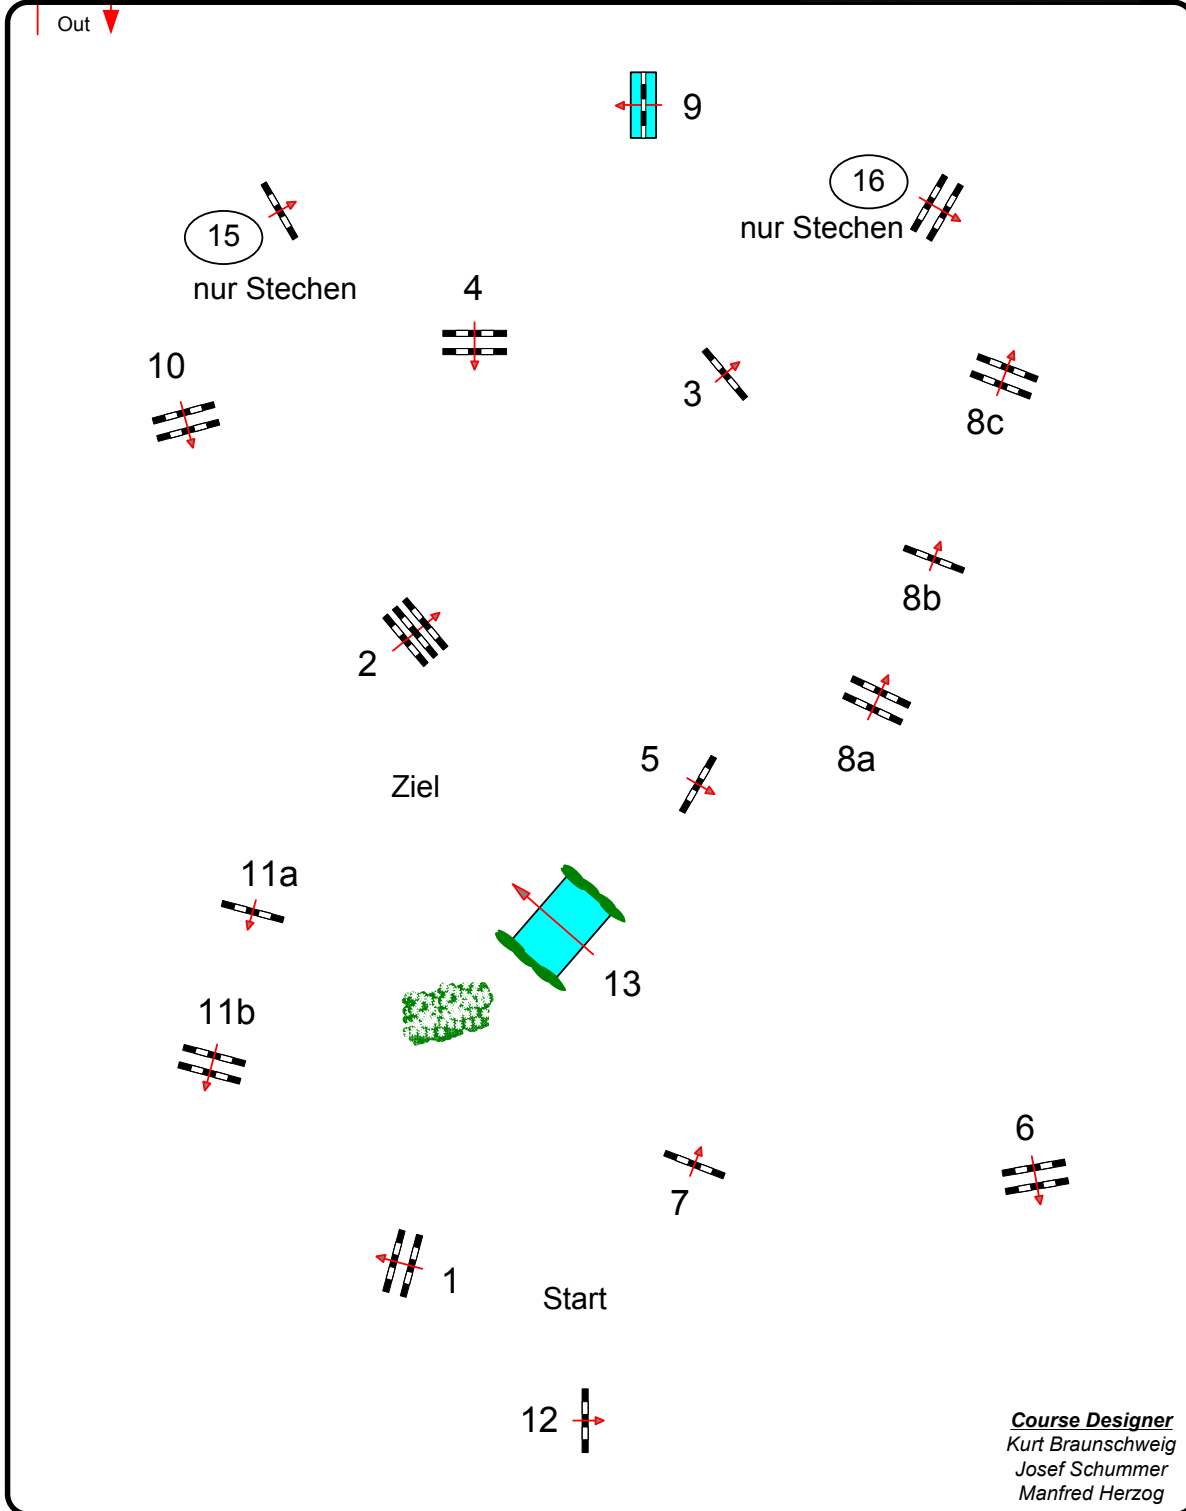 Out
9
16
nur Stechen
15
nur Stechen
4
10
3
8c
8b
2
5
8a
Ziel
11a
13
11b
6
7
1
Start
12
Course Designer
Kurt Braunschweig
Josef Schummer
Manfred Herzog